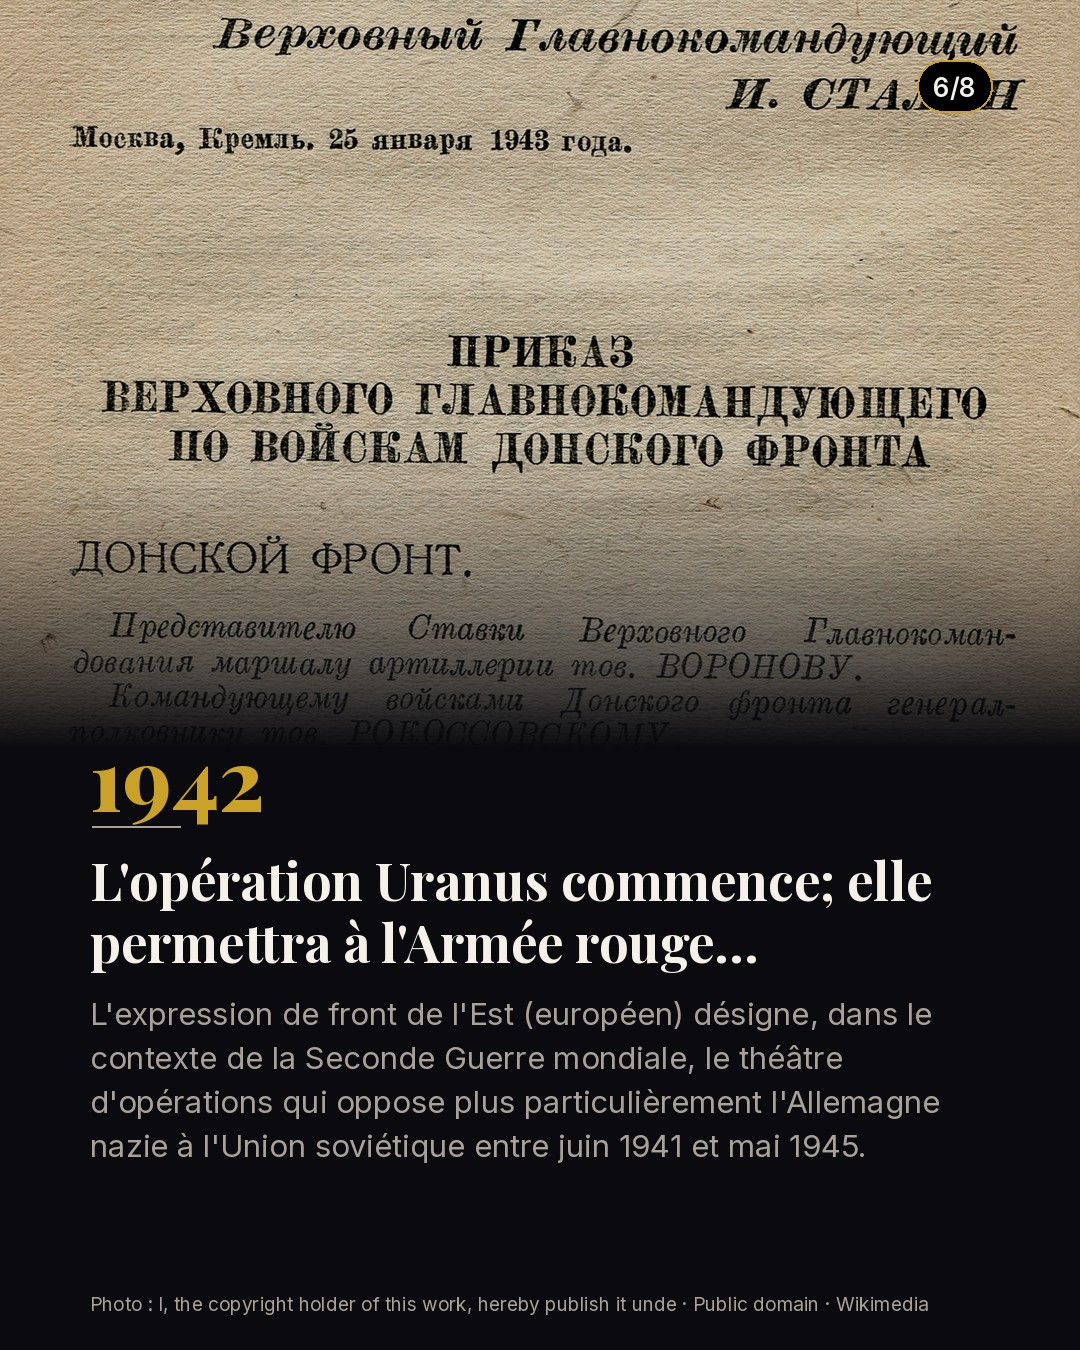 Верховный Главнокомандующий
И. СТАЛ Н
6/8
Москва, Кремль. 25 января 1943 года.
ПРИКАЗ
ВЕРХОВНОГО ГЛАВНОКОМАНДУЮЩЕГО
ПО ВОЙСКАМ ДОНСКОГО ФРОНТА
ДОНСКОЙ ФРОНТ.
Представителю Ставки Верховного Главнокоман-
дования маршалу артиллерии тов. ВОРОНОВУ.
Командующему войсками Донского фронта генерал-
полковнику тов. РОКОССОВСКОМУ.
1942
L'opération Uranus commence; elle
permettra à l'Armée rouge...
L'expression de front de l'Est (européen) désigne, dans le
contexte de la Seconde Guerre mondiale, le théâtre
d'opérations qui oppose plus particulièrement l'Allemagne
nazie à l'Union soviétique entre juin 1941 et mai 1945.
Photo : I, the copyright holder of this work, hereby publish it unde · Public domain · Wikimedia